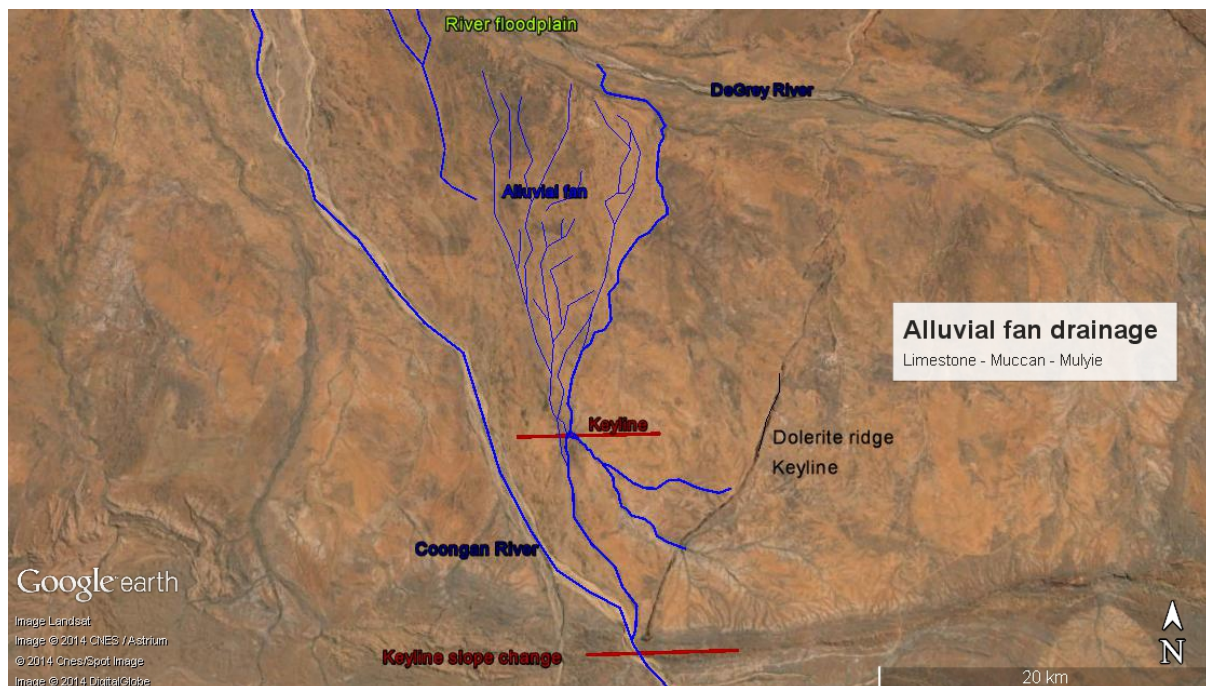 River floodplain
DeGrey River
Alluvial fan
Alluvial fan drainage
Limestone - Muccan - Mulyie
Keyline
Dolerite ridge
Keyline
Coongan River
Google earth
Image Landsat
Image © 2014 CNES / Astrium
© 2014 Cnes/Spot Image
Image © 2014 DigitalGlobe
Keyline slope change
N
20 km